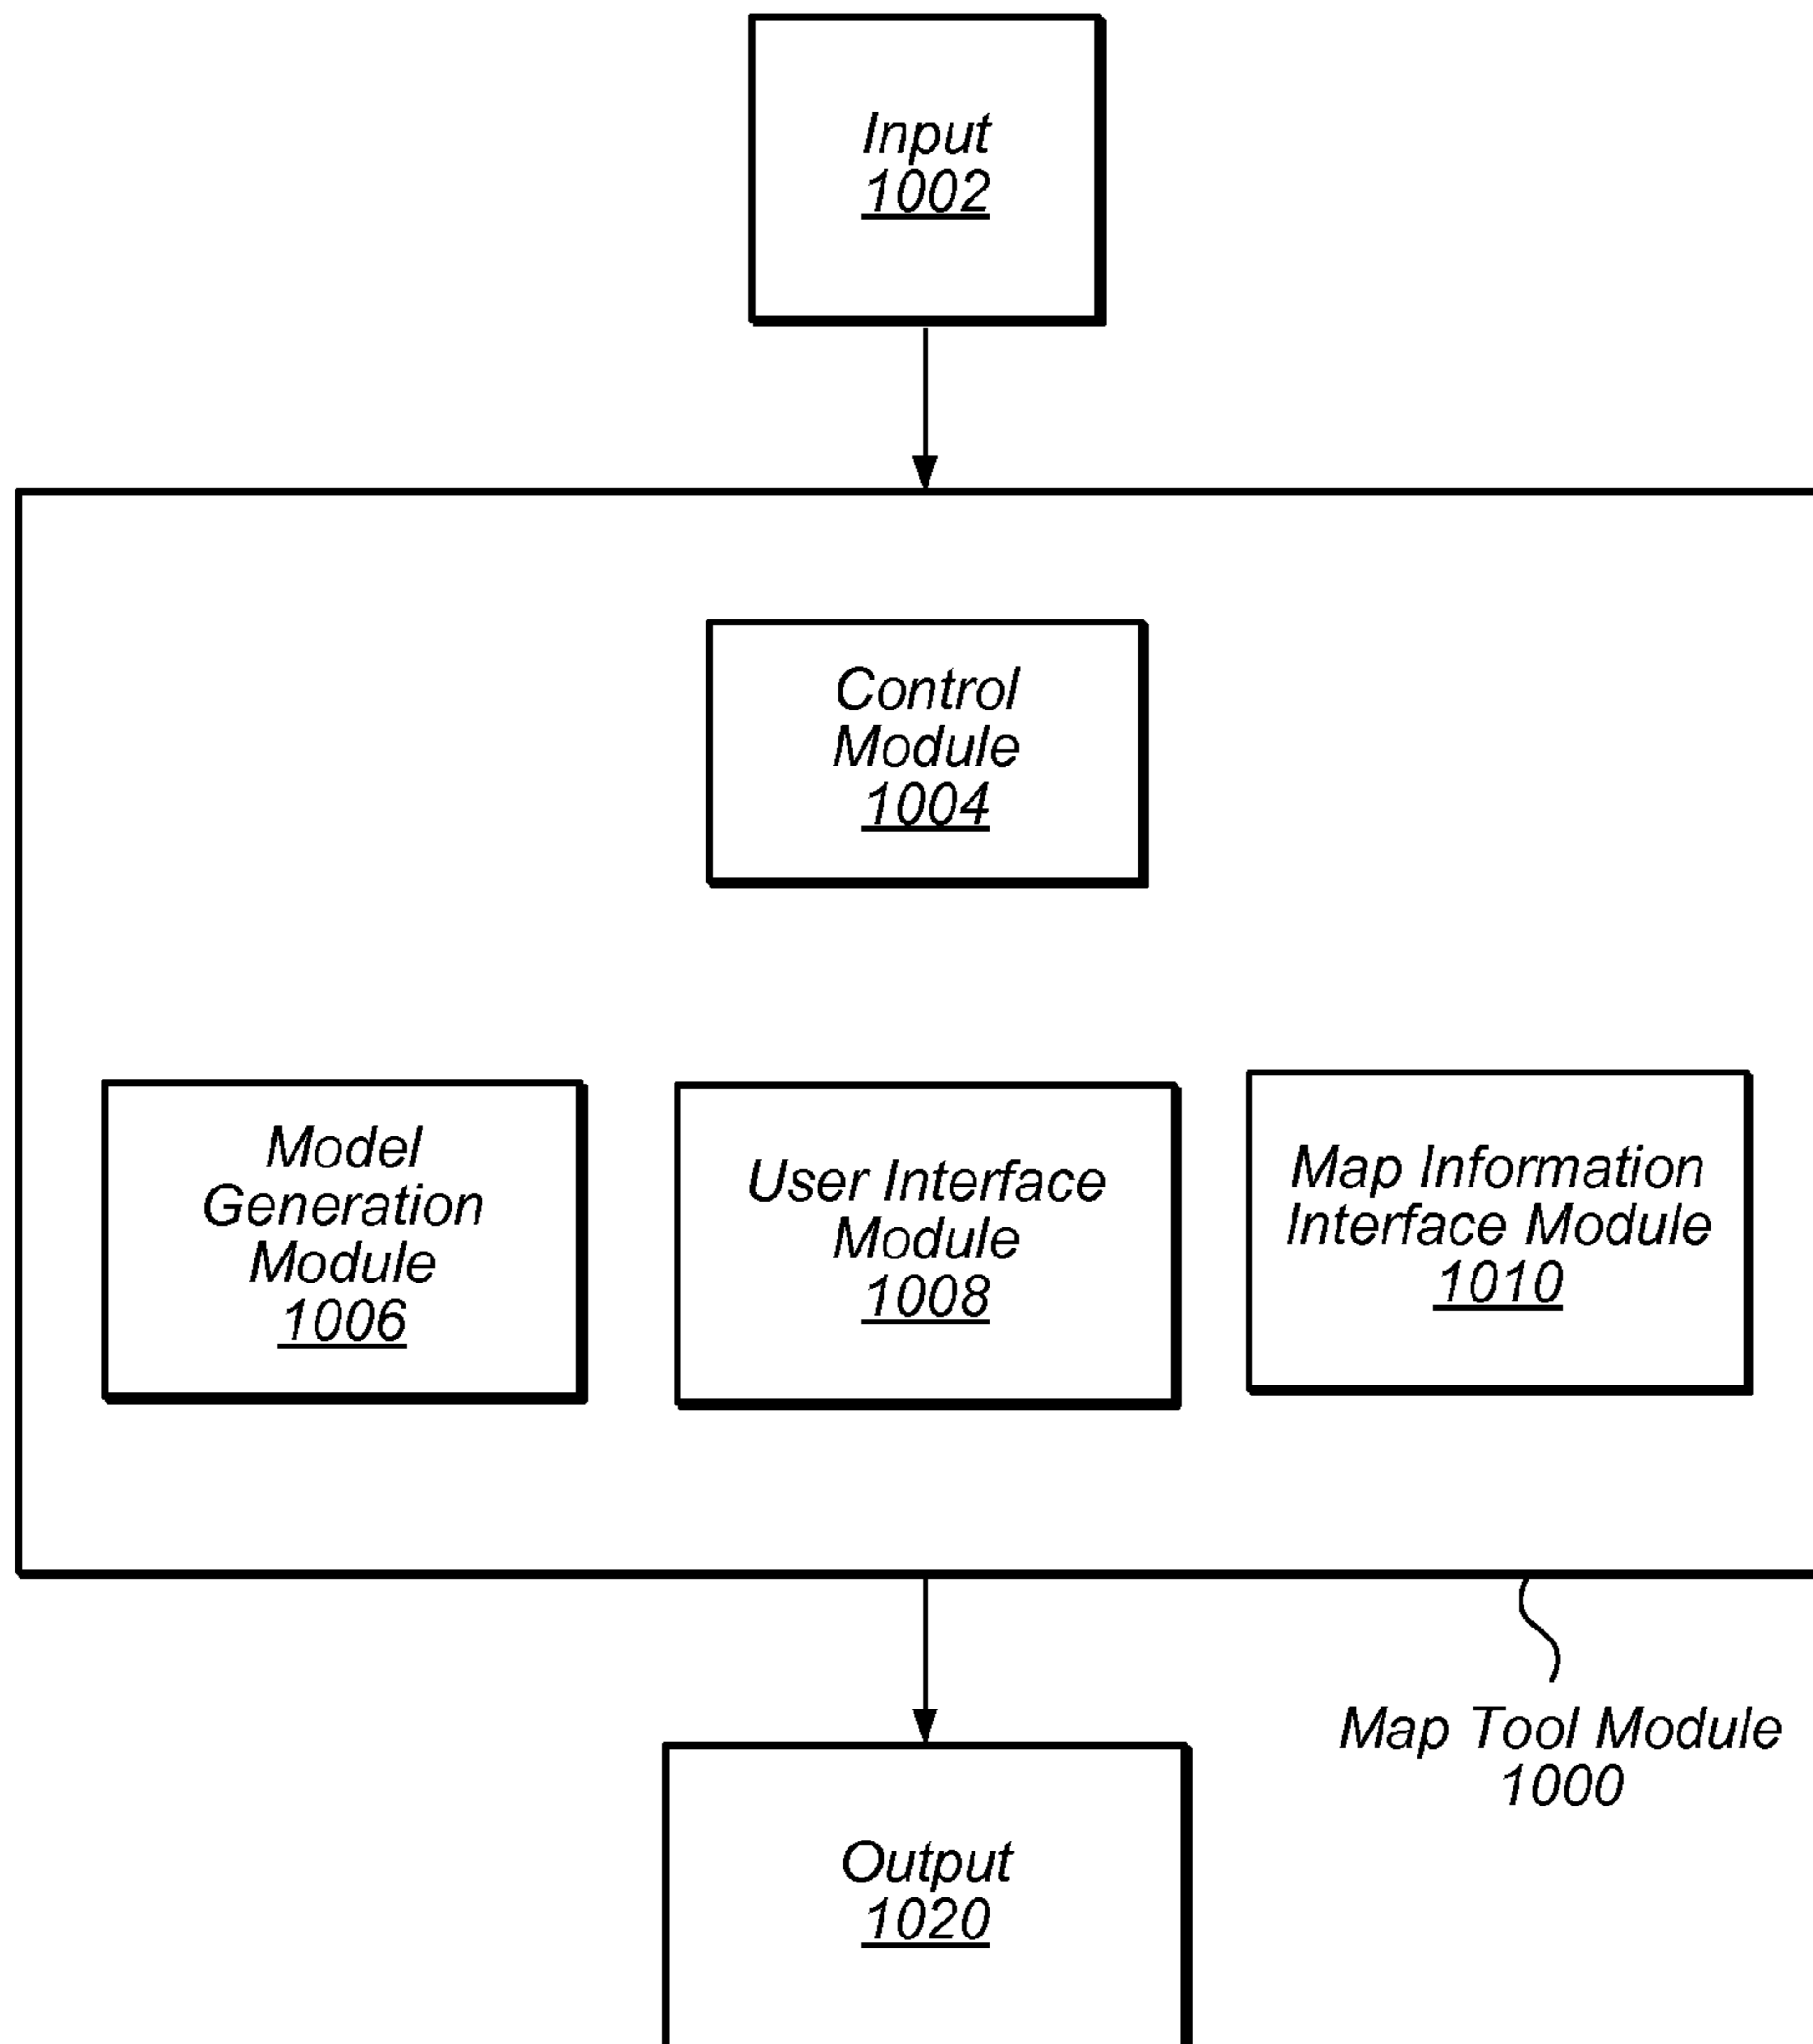 Input
1002
Control
Module
1004
Model
Generation
Module
1006
User Interface
Module
1008
Map Information
Interface Module
1010
Map Tool Module
1000
Output
1020